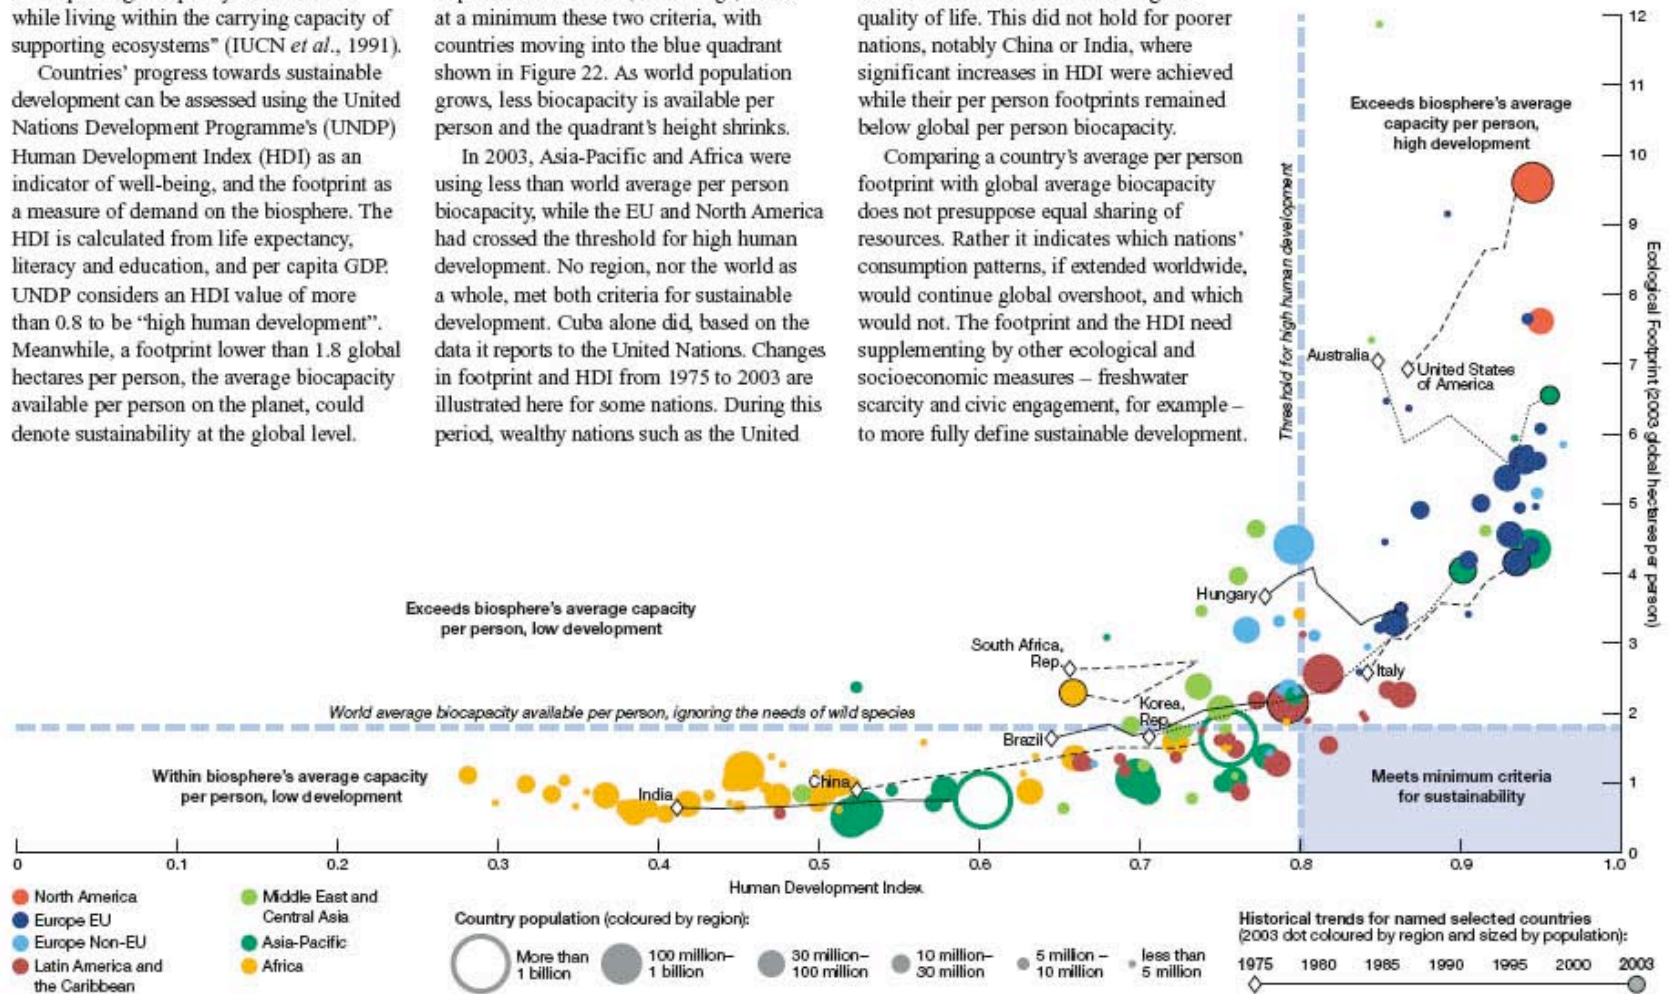 while living within the carrying capacity of
supporting ecosystems" (IUCN et al., 1991).
Countries' progress towards sustainable
development can be assessed using the United
Nations Development Programme's (UNDP)
Human Development Index (HDI) as an
indicator of well-being, and the footprint as
a measure of demand on the biosphere. The
HDI is calculated from life expectancy,
literacy and education, and per capita GDP.
UNDP considers an HDI value of more
than 0.8 to be "high human development".
Meanwhile, a footprint lower than 1.8 global
hectares per person, the average biocapacity
available per person on the planet, could
denote sustainability at the global level.
at a minimum these two criteria, with
countries moving into the blue quadrant
shown in Figure 22. As world population
grows, less biocapacity is available per
person and the quadrant's height shrinks.
In 2003, Asia-Pacific and Africa were
using less than world average per person
biocapacity, while the EU and North America
had crossed the threshold for high human
development. No region, nor the world as
a whole, met both criteria for sustainable
development. Cuba alone did, based on the
data it reports to the United Nations. Changes
in footprint and HDI from 1975 to 2003 are
illustrated here for some nations. During this
period, wealthy nations such as the United
quality of life. This did not hold for poorer
nations, notably China or India, where
significant increases in HDI were achieved
while their per person footprints remained
below global per person biocapacity.
Comparing a country's average per person
footprint with global average biocapacity
does not presuppose equal sharing of
resources. Rather it indicates which nations'
consumption patterns, if extended worldwide,
would continue global overshoot, and which
would not. The footprint and the HDI need
supplementing by other ecological and
socioeconomic measures – freshwater
scarcity and civic engagement, for example –
to more fully define sustainable development.
Threshold for high human development
Exceeds biosphere's average
capacity per person,
high development
12
11
10
9
8
7
6
5
4
3
2
1
0
Ecological Footprint (2003 global hectares per person)
Australia
United States
of America
Hungary
South Africa,
Rep.
Italy
Korea,
Rep.
Brazil
China
India
Exceeds biosphere's average capacity
per person, low development
World average biocapacity available per person, ignoring the needs of wild species
Within biosphere's average capacity
per person, low development
Meets minimum criteria
for sustainability
0 0.1 0.2 0.3 0.4 0.5 0.6 0.7 0.8 0.9 1.0
Human Development Index
North America
Europe EU
Europe Non-EU
Latin America and
the Caribbean
Middle East and
Central Asia
Asia-Pacific
Africa
Country population (coloured by region):
More than
1 billion
100 million–
1 billion
30 million–
100 million
10 million–
30 million
5 million –
10 million
less than
5 million
Historical trends for named selected countries
(2003 dot coloured by region and sized by population):
1975 1980 1985 1990 1995 2000 2003